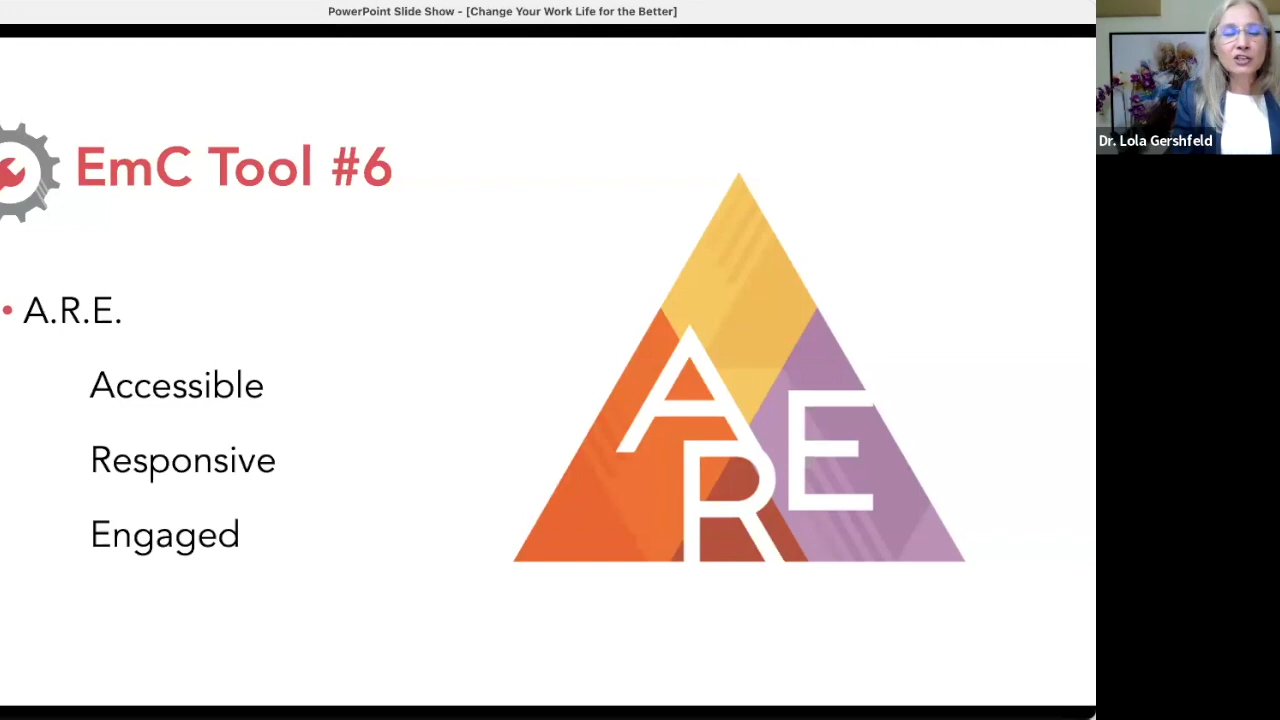 PowerPoint Slide Show - [Change Your Work Life for the Better]
EmC Tool #6
• A.R.E.
Accessible
Responsive
Engaged
ARE
Dr. Lola Gershfeld